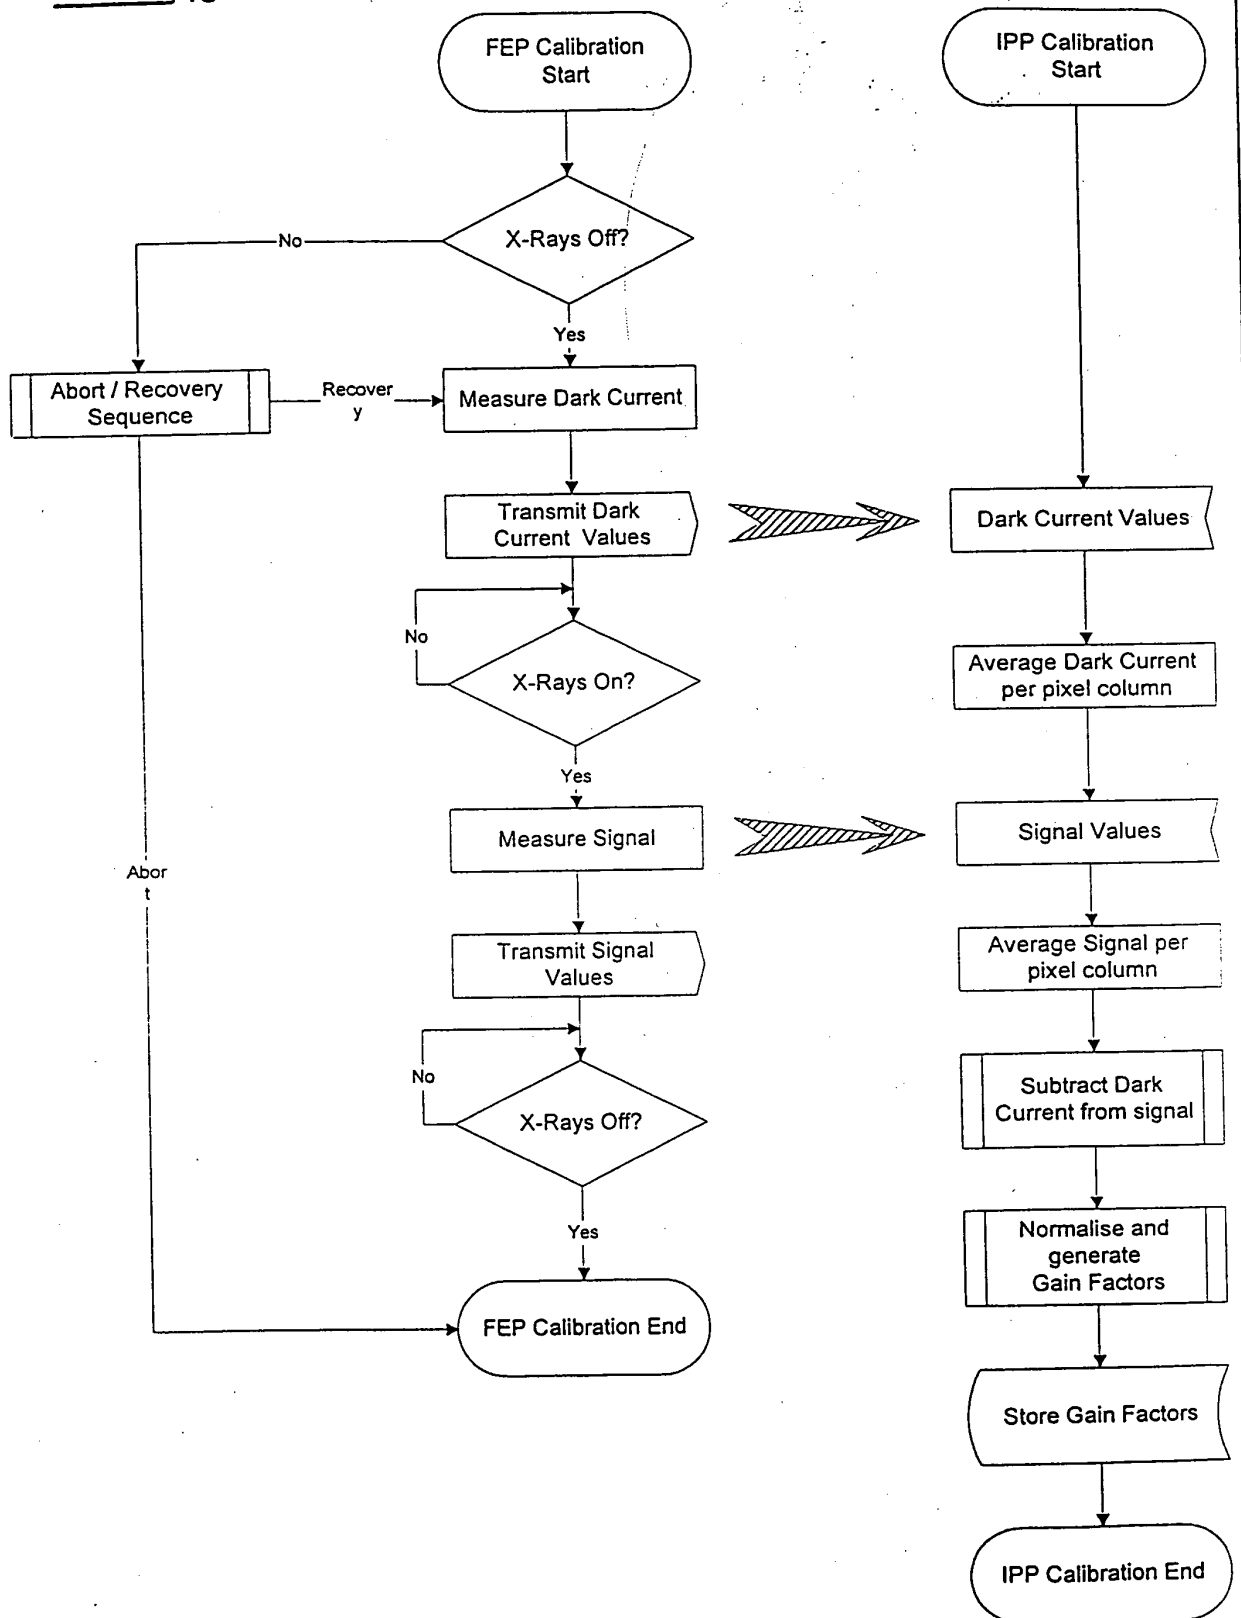 FEP Calibration
Start
IPP Calibration
Start
X-Rays Off?
No
Yes
Abort / Recovery
Sequence
Recover
y
Measure Dark Current
Transmit Dark
Current Values
Dark Current Values
No
X-Rays On?
Average Dark Current
per pixel column
Yes
Measure Signal
Signal Values
Abor
t
Transmit Signal
Values
Average Signal per
pixel column
No
X-Rays Off?
Subtract Dark
Current from signal
Yes
Normalise and
generate
Gain Factors
FEP Calibration End
Store Gain Factors
IPP Calibration End